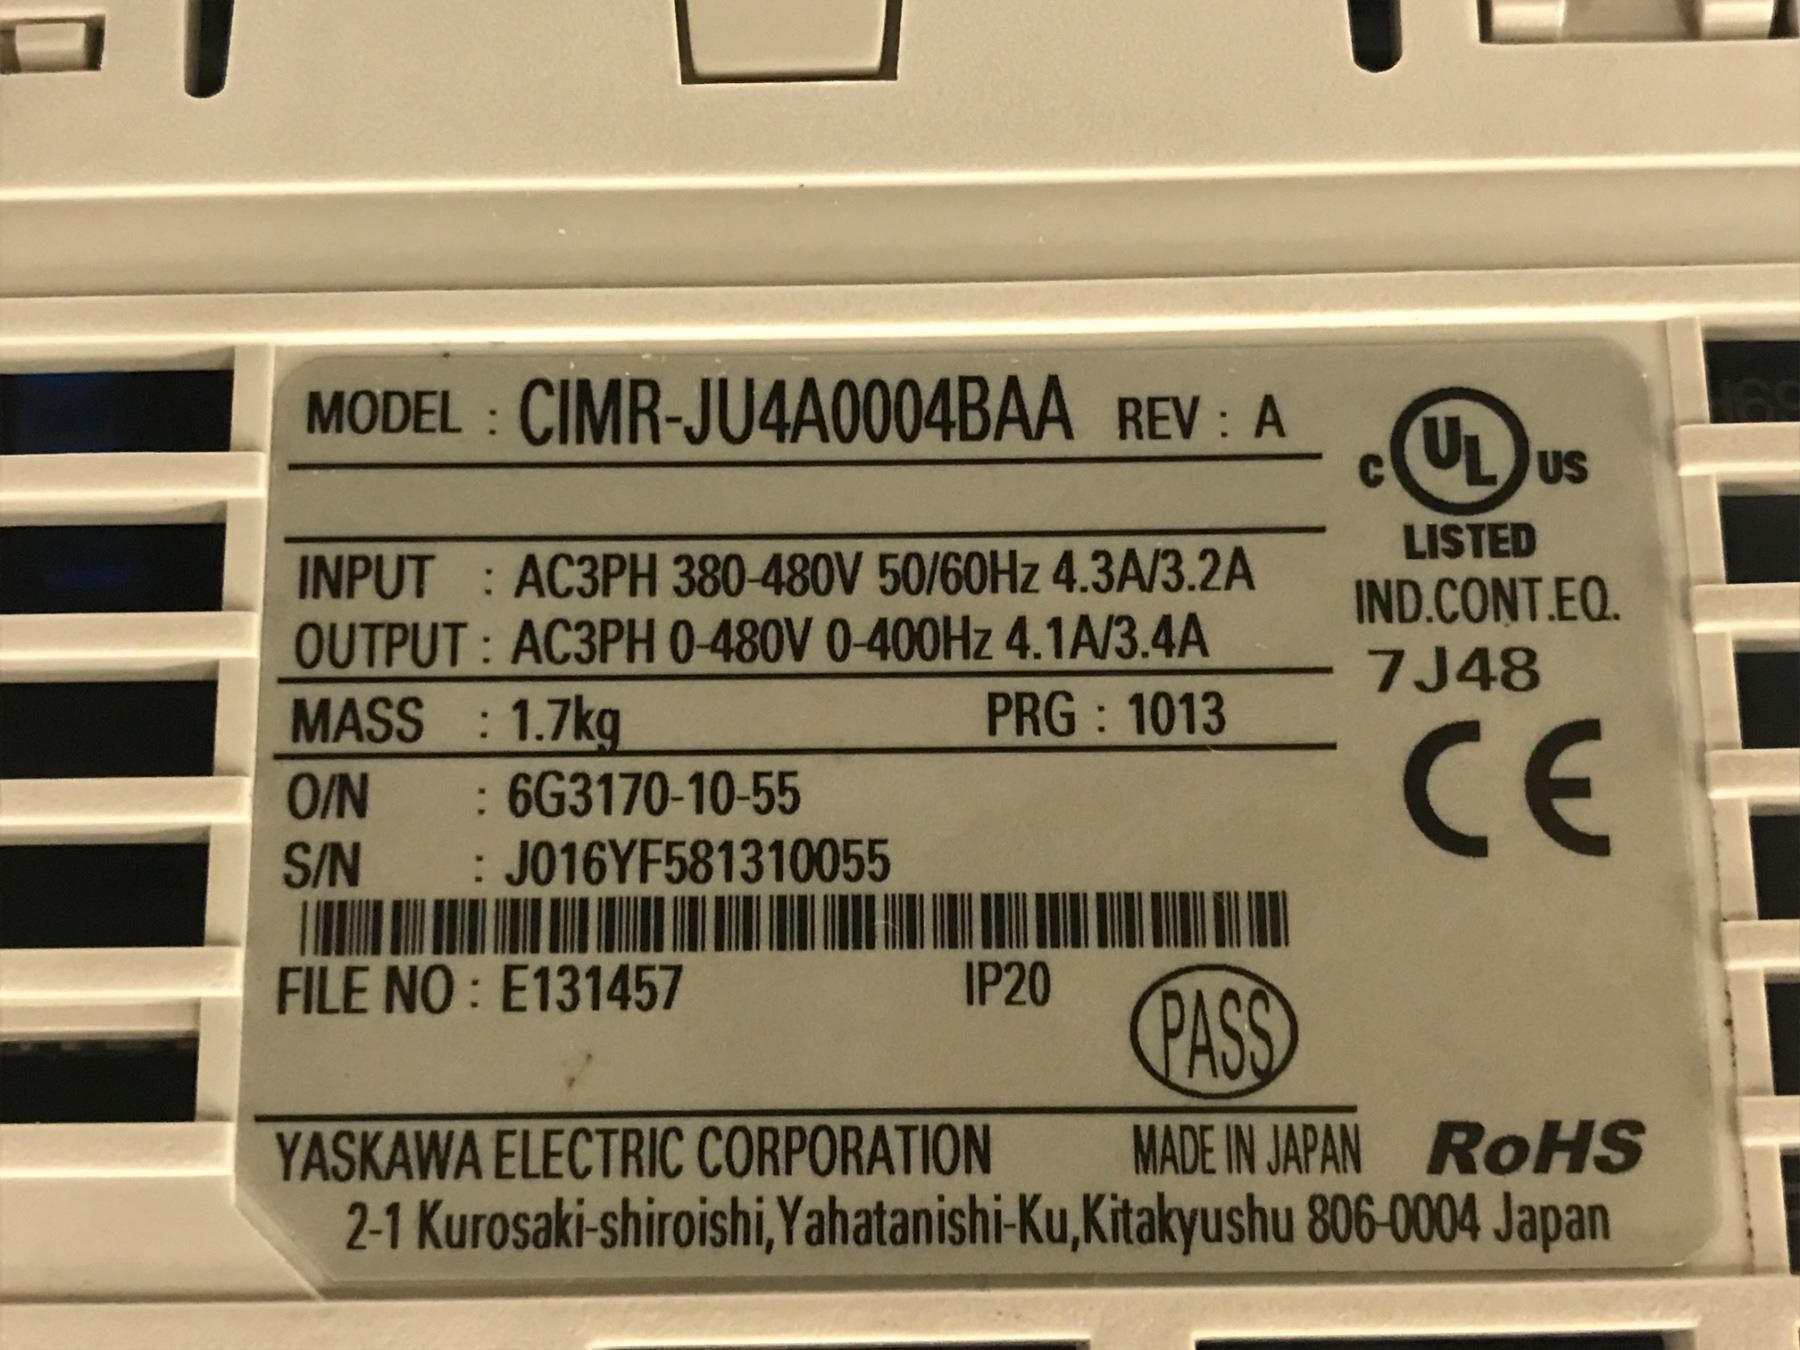 MODEL : CIMR-JU4A0004BAA REV : A
C UL US
LISTED
IND.CONT.EQ.
7J48
INPUT : AC3PH 380-480V 50/60Hz 4.3A/3.2A
OUTPUT : AC3PH 0-480V 0-400Hz 4.1A/3.4A
MASS : 1.7kg PRG : 1013
CE
O/N : 6G3170-10-55
S/N : J016YF581310055
FILE NO : E131457 IP20
PASS
YASKAWA ELECTRIC CORPORATION MADE IN JAPAN RoHS
2-1 Kurosaki-shiroishi,Yahatanishi-Ku,Kitakyushu 806-0004 Japan